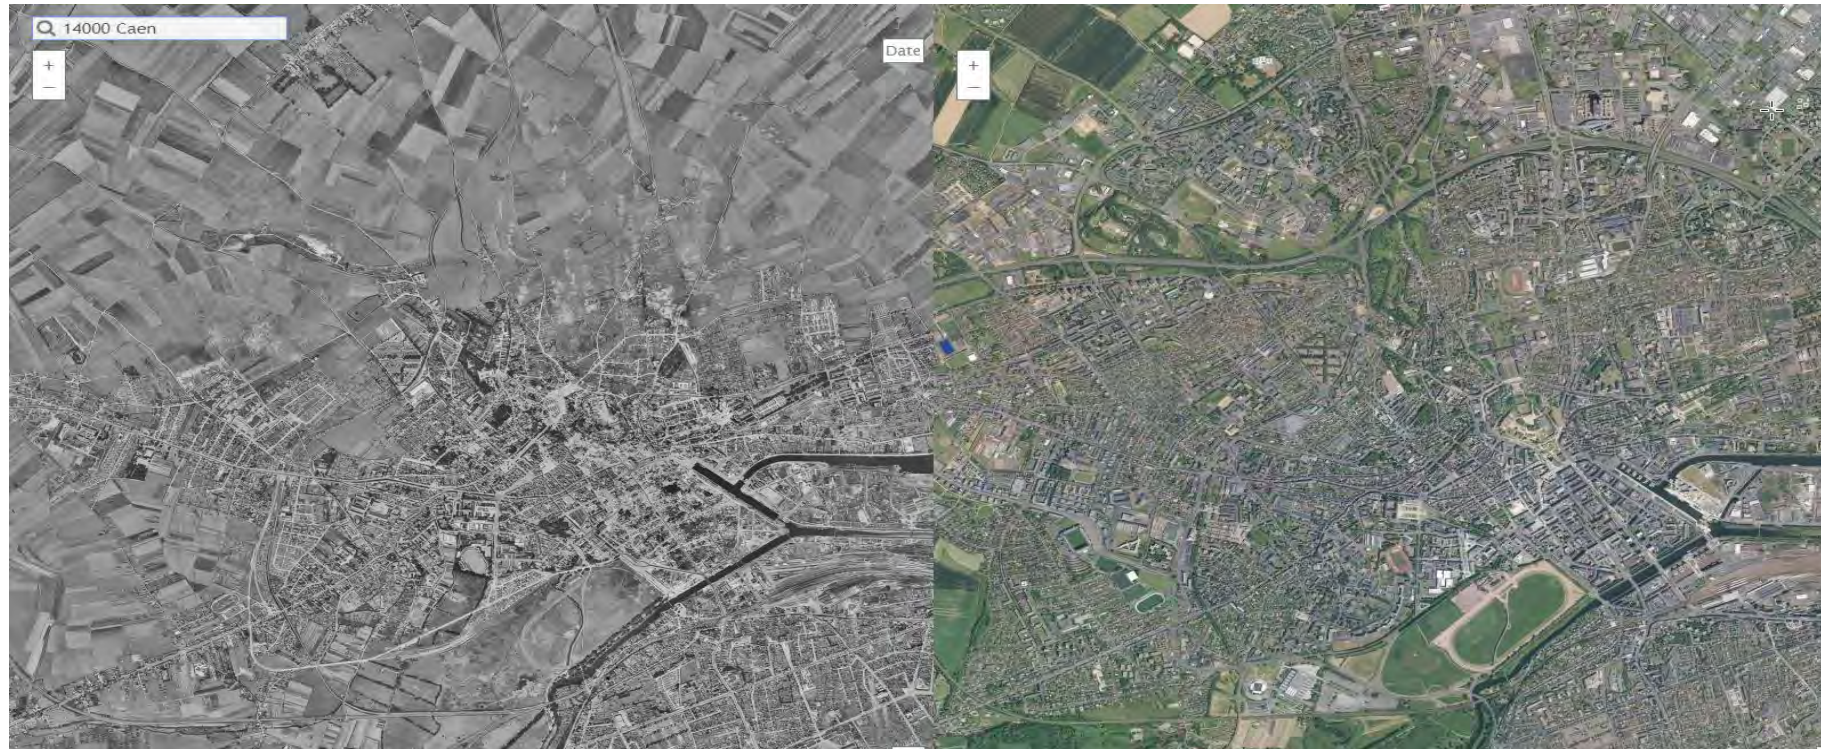 14000 Caen
Date
+
–
+
–